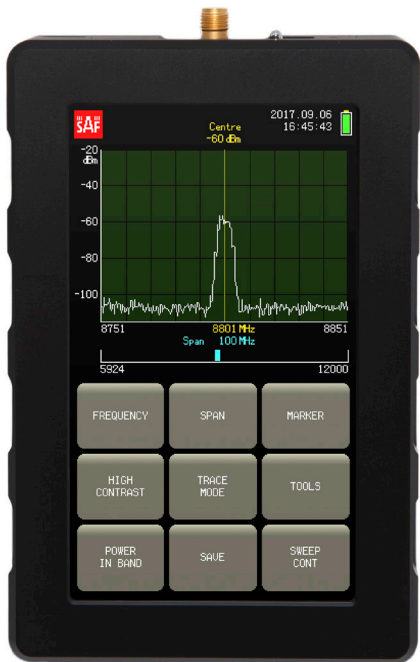 SAF
Centre
-60 dBm
2017.09.06
16:45:43
-20
dBm
-40
-60
-80
-100
8751
8801 MHz
8851
Span 100 MHz
5924
12000
FREQUENCY
SPAN
MARKER
HIGH
CONTRAST
TRACE
MODE
TOOLS
POWER
IN BAND
SAVE
SWEEP
CONT